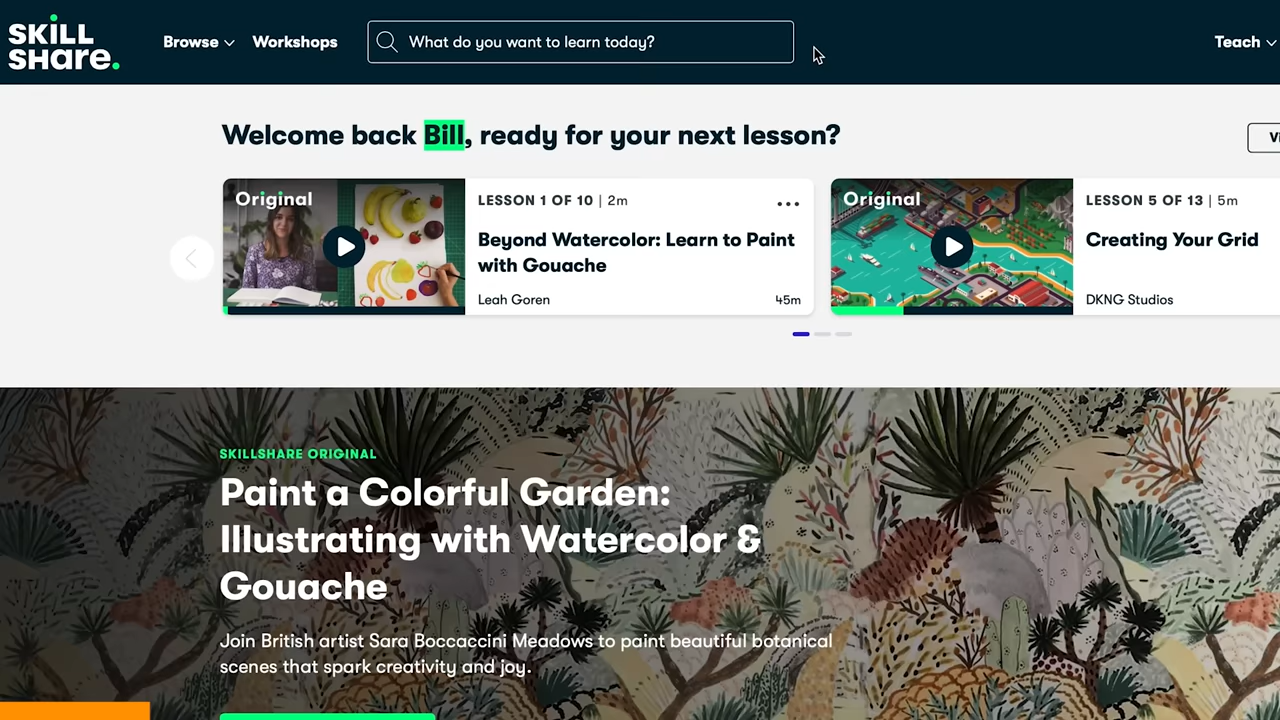 SKILL
SHARE.
Browse
Workshops
What do you want to learn today?
Teach
Welcome back Bill, ready for your next lesson?
Original
LESSON 1 OF 10 | 2m
Beyond Watercolor: Learn to Paint
with Gouache
Leah Goren
45m
Original
LESSON 5 OF 13 | 5m
Creating Your Grid
DKNG Studios
SKILLSHARE ORIGINAL
Paint a Colorful Garden:
Illustrating with Watercolor &
Gouache
Join British artist Sara Boccaccini Meadows to paint beautiful botanical
scenes that spark creativity and joy.